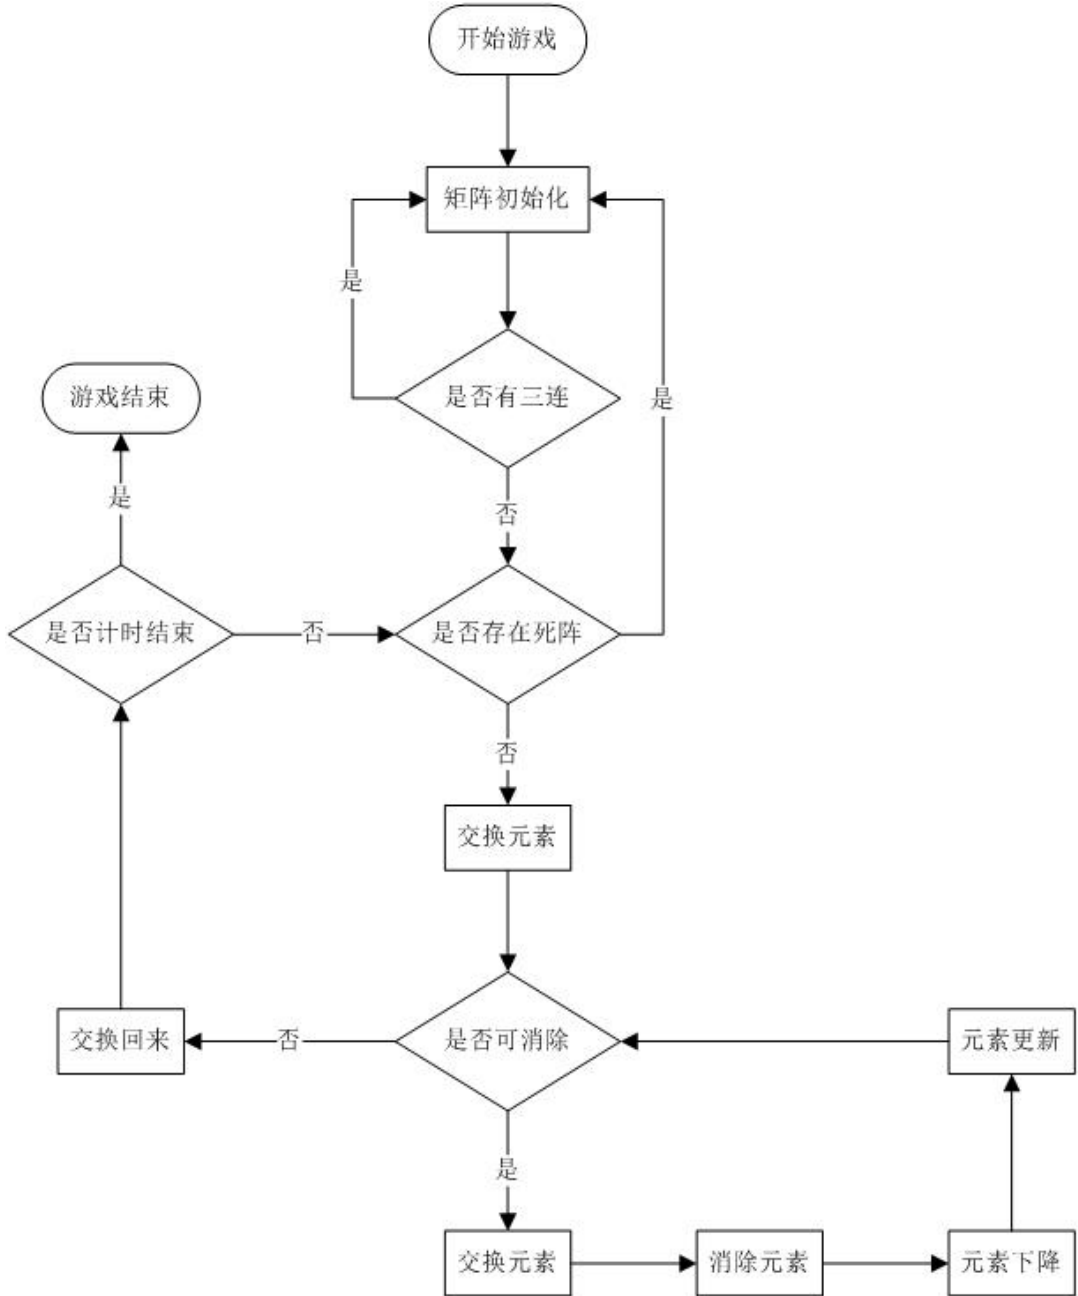 开始游戏
矩阵初始化
是
是否有三连
是
游戏结束
是
否
是否计时结束
否
是否存在死阵
否
交换元素
交换回来
否
是否可消除
元素更新
是
交换元素
消除元素
元素下降